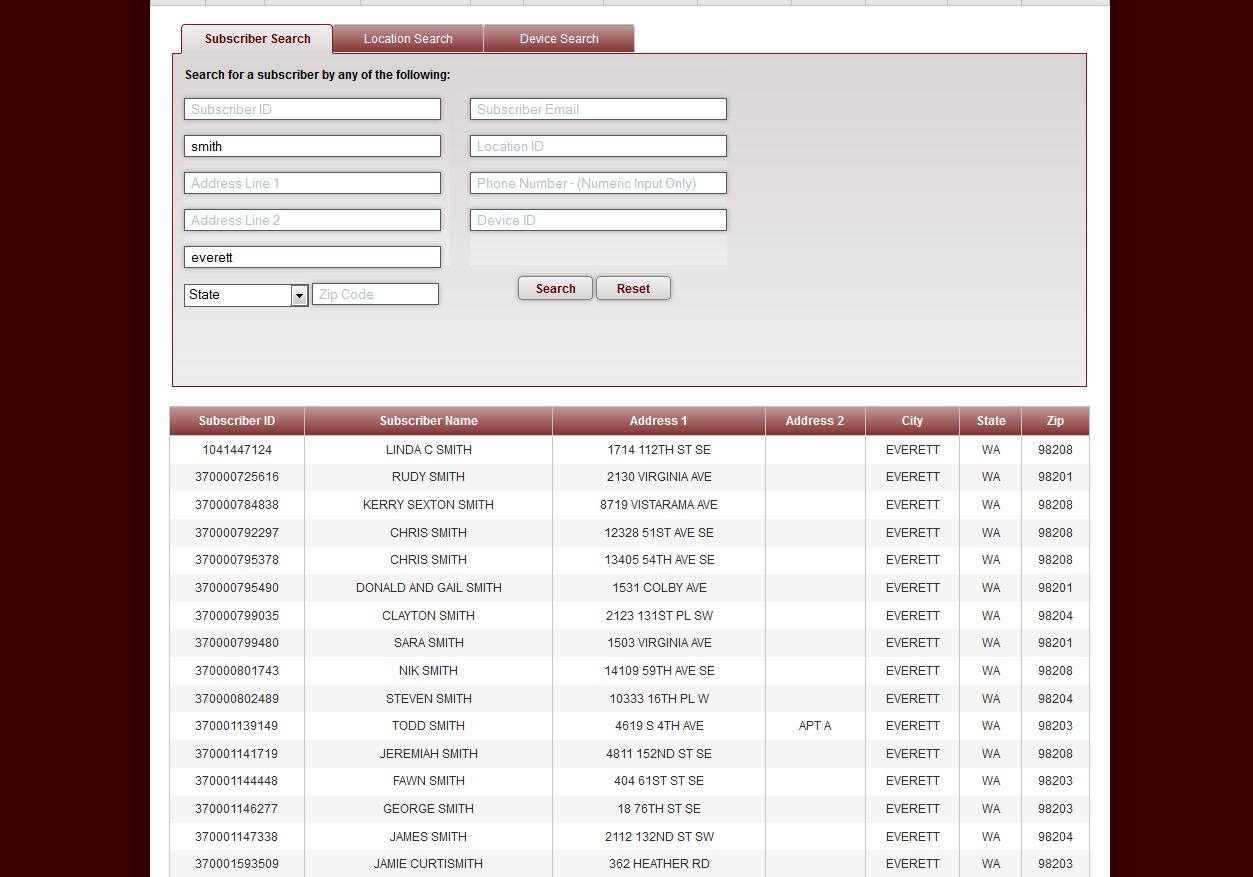 Subscriber Search Location Search Device Search
Search for a subscriber by any of the following:
Subscriber ID Subscriber Email
smith Location ID
Address Line 1 Phone Number - (Numeric Input Only)
Address Line 2 Device ID
everett
State Zip Code Search Reset
Subscriber ID Subscriber Name Address 1 Address 2 City State Zip
1041447124 LINDA C SMITH 1714 112TH ST SE EVERETT WA 98208
370000725616 RUDY SMITH 2130 VIRGINIA AVE EVERETT WA 98201
370000784838 KERRY SEXTON SMITH 8719 VISTARAMA AVE EVERETT WA 98208
370000792297 CHRIS SMITH 12328 51ST AVE SE EVERETT WA 98208
370000795378 CHRIS SMITH 13405 54TH AVE SE EVERETT WA 98208
370000795490 DONALD AND GAIL SMITH 1531 COLBY AVE EVERETT WA 98201
370000799035 CLAYTON SMITH 2123 131ST PL SW EVERETT WA 98204
370000799480 SARA SMITH 1503 VIRGINIA AVE EVERETT WA 98201
370000801743 NIK SMITH 14109 59TH AVE SE EVERETT WA 98208
370000802489 STEVEN SMITH 10333 16TH PL W EVERETT WA 98204
370001139149 TODD SMITH 4619 S 4TH AVE APT A EVERETT WA 98203
370001141719 JEREMIAH SMITH 4811 152ND ST SE EVERETT WA 98208
370001144448 FAWN SMITH 404 61ST ST SE EVERETT WA 98203
370001146277 GEORGE SMITH 18 76TH ST SE EVERETT WA 98203
370001147338 JAMES SMITH 2112 132ND ST SW EVERETT WA 98204
370001593509 JAMIE CURTISMITH 362 HEATHER RD EVERETT WA 98203